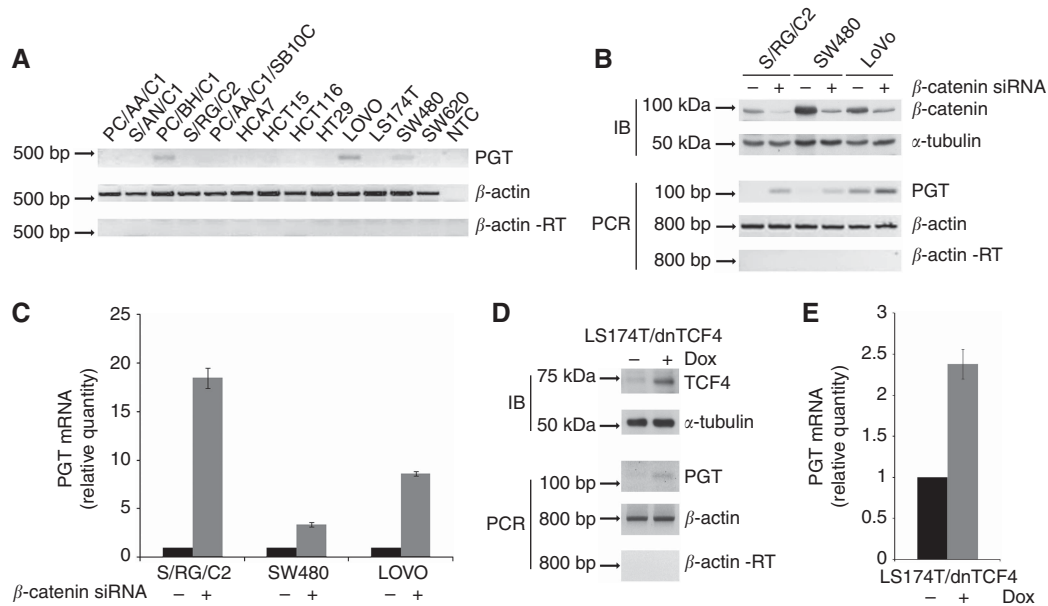 A
PC/AA/C1
S/AN/C1
PC/BH/C1
S/RG/C2
PC/AA/C1/SB10C
HCA7
HCT15
HCT116
HT29
LOVO
LS174T
SW480
SW620
NTC
500 bp
PGT
500 bp
β-actin
500 bp
β-actin -RT
B
S/RG/C2
SW480
LoVo
– + – + – + β-catenin siRNA
IB
100 kDa
β-catenin
50 kDa
α-tubulin
PCR
100 bp
PGT
800 bp
β-actin
800 bp
β-actin -RT
C
PGT mRNA
(relative quantity)
25
20
15
10
5
0
S/RG/C2 SW480 LOVO
β-catenin siRNA – + – + – +
D
LS174T/dnTCF4
– + Dox
IB
75 kDa
TCF4
50 kDa
α-tubulin
PCR
100 bp
PGT
800 bp
β-actin
800 bp
β-actin -RT
E
PGT mRNA
(relative quantity)
3
2.5
2
1.5
1
0.5
0
LS174T/dnTCF4
– + Dox